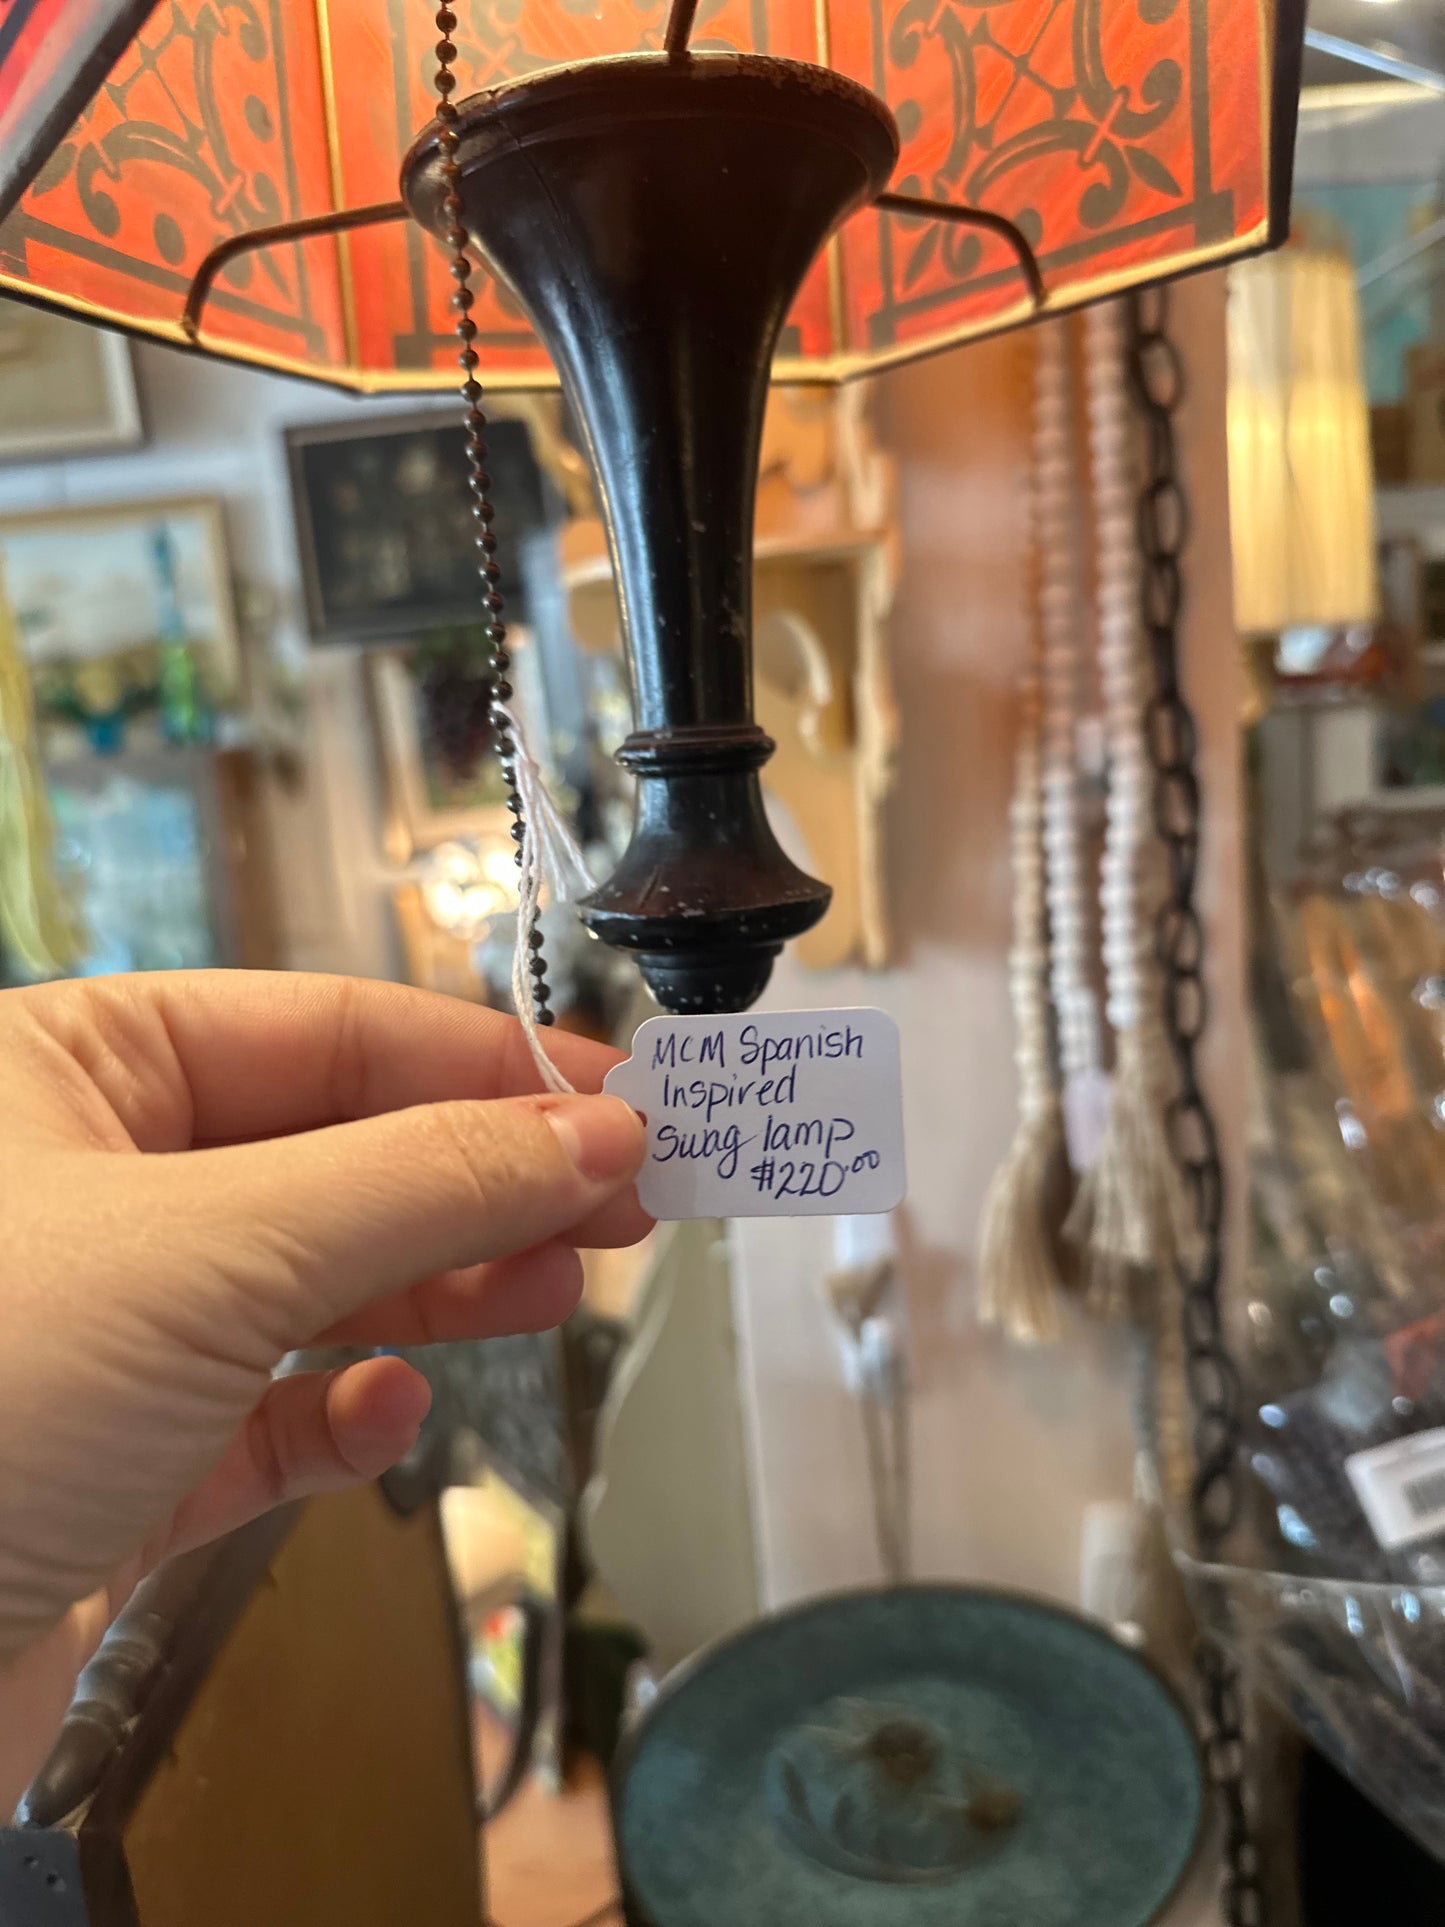 MCM Spanish
Inspired
Swag lamp
$220.00